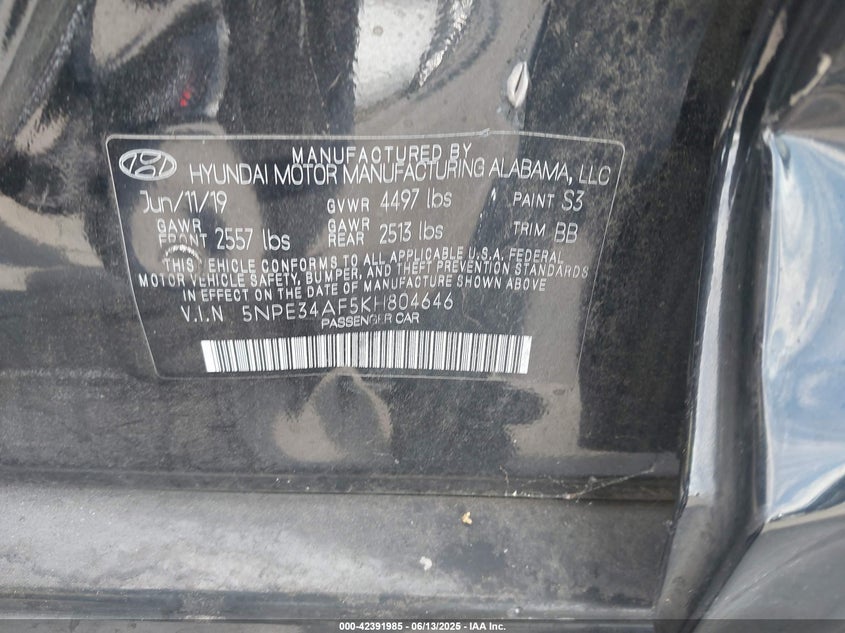 MANUFACTURED BY
HYUNDAI MOTOR MANUFACTURING ALABAMA, LLC
Jun/11/19 GVWR 4497 lbs PAINT S3
GAWR FRONT 2557 lbs GAWR REAR 2513 lbs TRIM BB
THIS VEHICLE CONFORMS TO ALL APPLICABLE U.S.A. FEDERAL
MOTOR VEHICLE SAFETY, BUMPER, AND THEFT PREVENTION STANDARDS
IN EFFECT ON THE DATE OF MANUFACTURE SHOWN ABOVE
V.I.N 5NPE34AF5KH804646
PASSENGER CAR
000-42391985 - 06/13/2025 - IAA Inc.